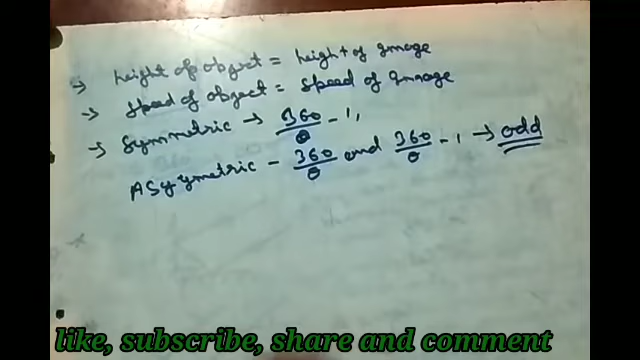 → height of object = height of image
→ speed of object = speed of image
→ Symmetric → 360/θ - 1,
ASyymetric - 360/θ and 360/θ - 1 → odd
like, subscribe, share and comment